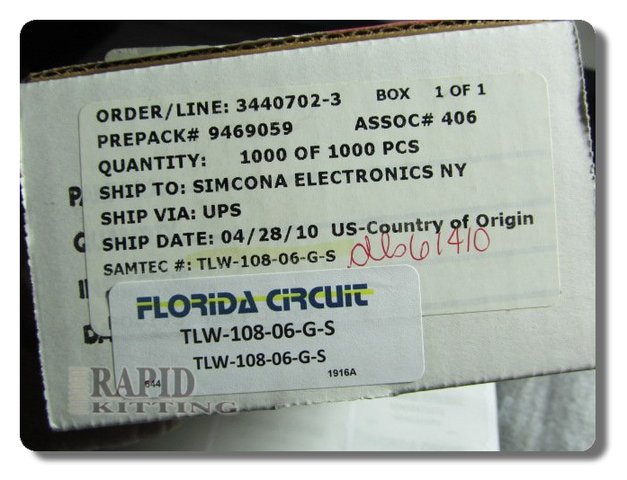 ORDER/LINE: 3440702-3 BOX 1 OF 1
PREPACK# 9469059 ASSOC# 406
QUANTITY: 1000 OF 1000 PCS
SHIP TO: SIMCONA ELECTRONICS NY
SHIP VIA: UPS
SHIP DATE: 04/28/10 US-Country of Origin
SAMTEC #: TLW-108-06-G-S
FLORIDA CIRCUIT
TLW-108-06-G-S
TLW-108-06-G-S
644 1916A
RAPID
KITTING